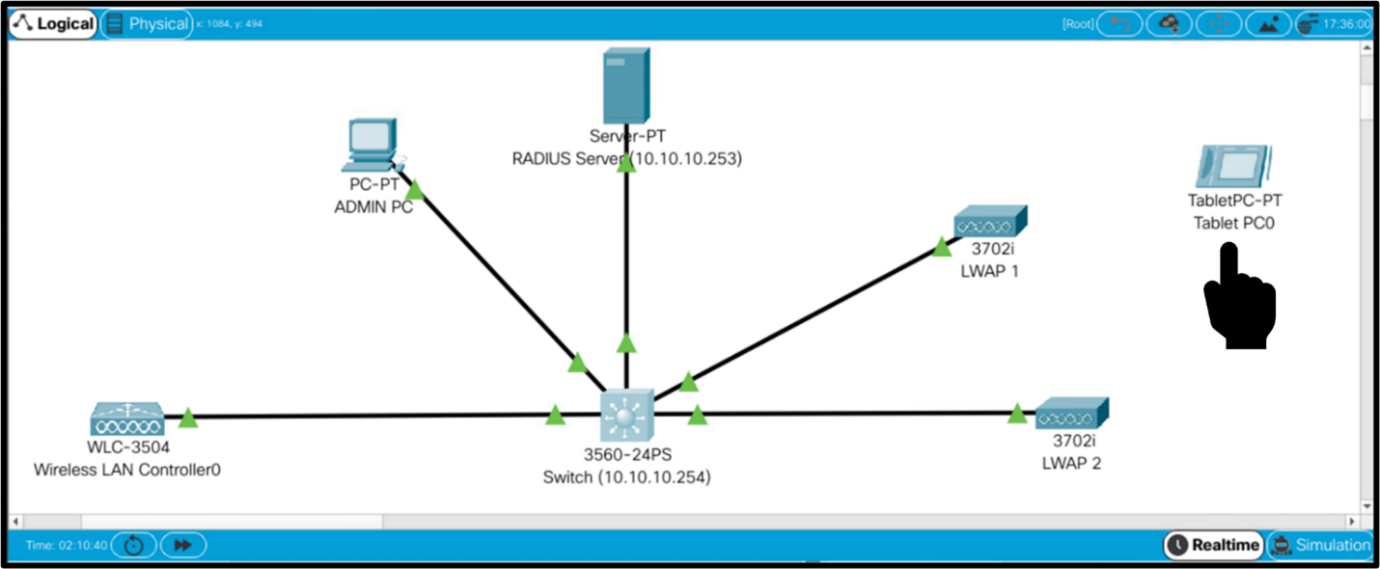 Logical Physical x: 1084, y: 494 [Root] 17:36:00
Server-PT
RADIUS Server (10.10.10.253)
PC-PT
ADMIN PC
TabletPC-PT
Tablet PC0
3702i
LWAP 1
WLC-3504
Wireless LAN Controller0
3560-24PS
Switch (10.10.10.254)
3702i
LWAP 2
Time: 02:10:40 Realtime Simulation